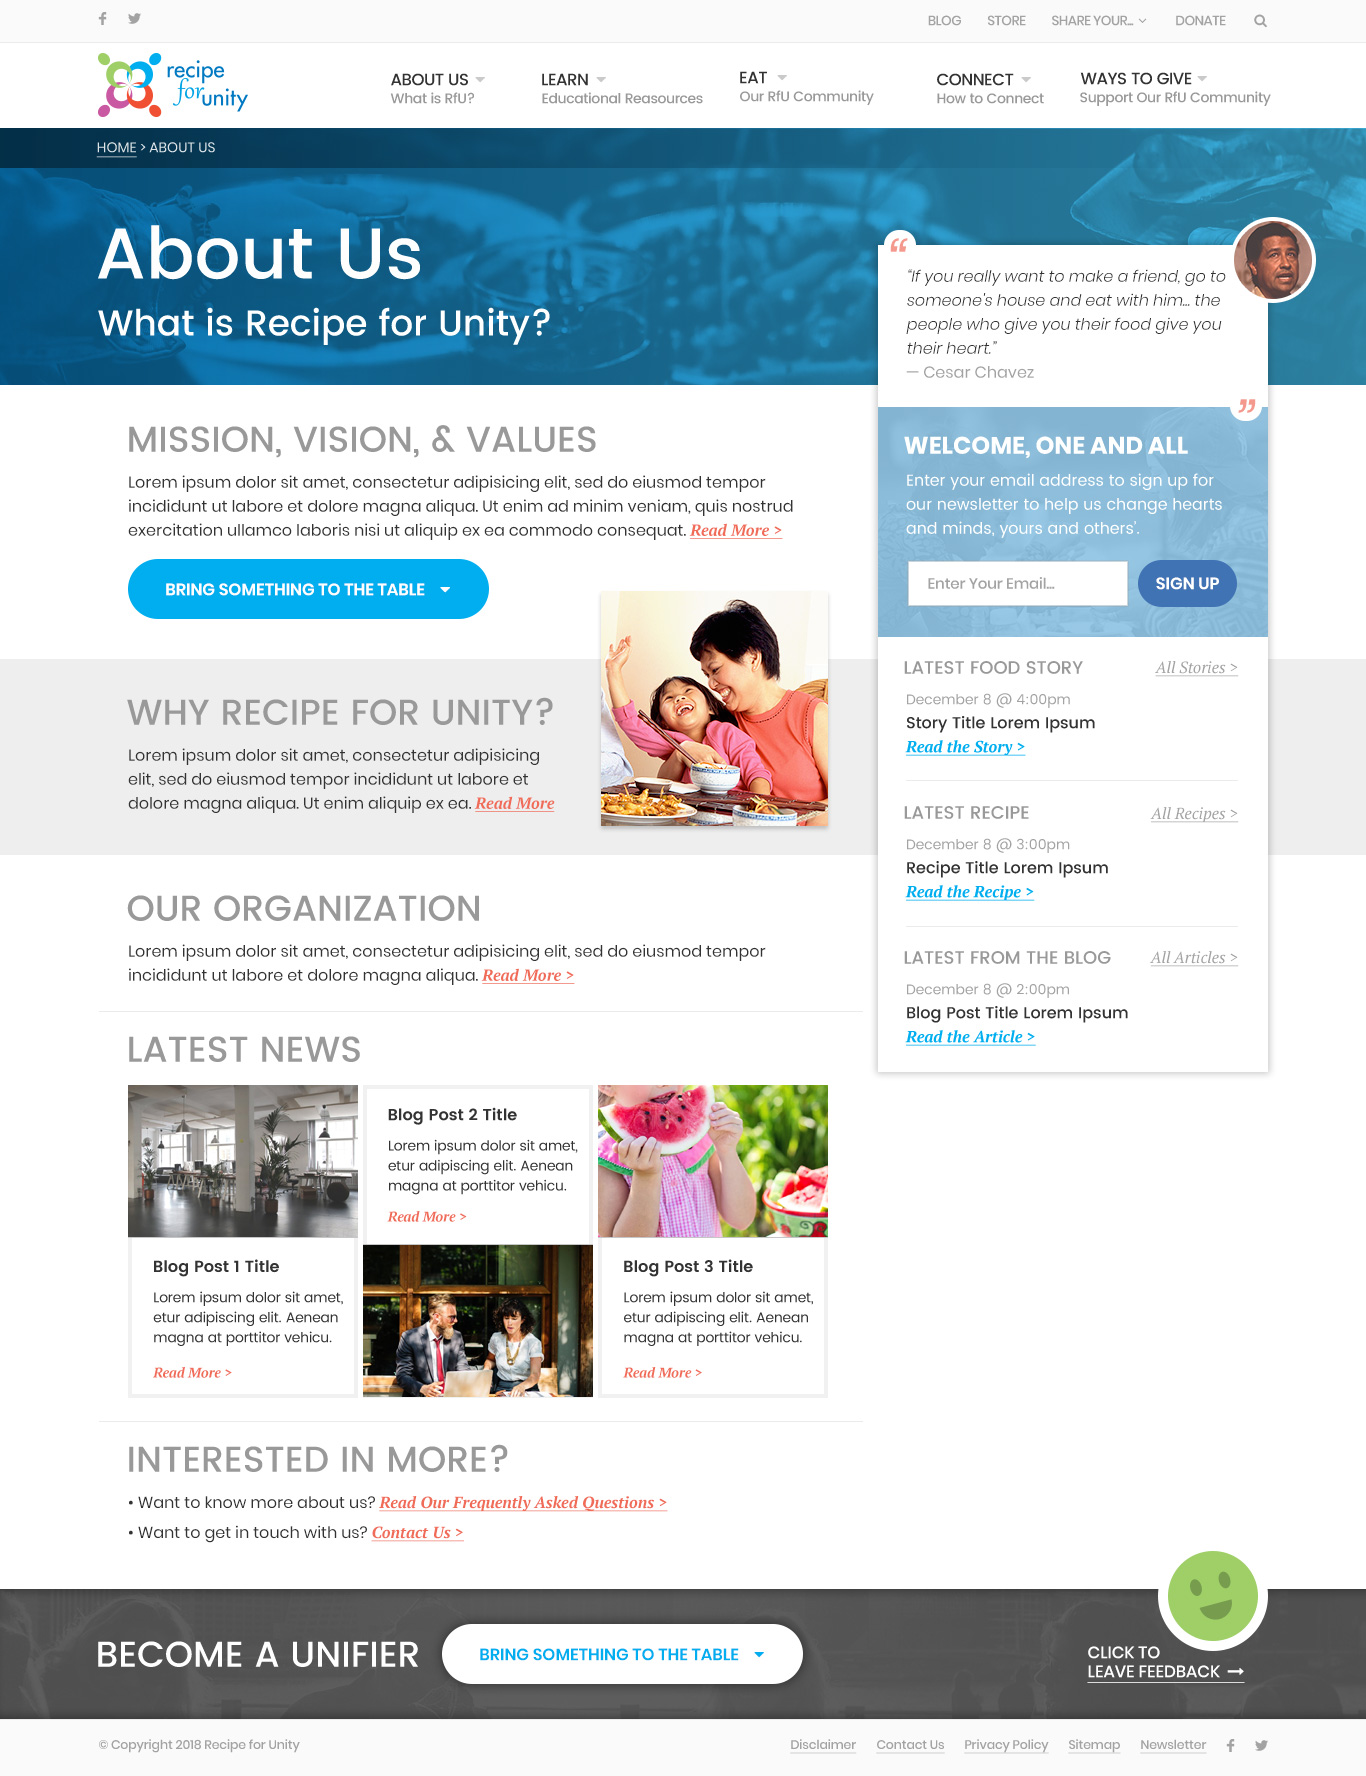 BLOG STORE SHARE YOUR... DONATE
recipe
for unity
ABOUT US
What is RfU?
LEARN
Educational Reasources
EAT
Our RfU Community
CONNECT
How to Connect
WAYS TO GIVE
Support Our RfU Community
HOME > ABOUT US
About Us
What is Recipe for Unity?
“
“If you really want to make a friend, go to
someone's house and eat with him... the
people who give you their food give you
their heart.”
— Cesar Chavez
”
MISSION, VISION, & VALUES
Lorem ipsum dolor sit amet, consectetur adipisicing elit, sed do eiusmod tempor
incididunt ut labore et dolore magna aliqua. Ut enim ad minim veniam, quis nostrud
exercitation ullamco laboris nisi ut aliquip ex ea commodo consequat. Read More >
BRING SOMETHING TO THE TABLE
WHY RECIPE FOR UNITY?
Lorem ipsum dolor sit amet, consectetur adipisicing
elit, sed do eiusmod tempor incididunt ut labore et
dolore magna aliqua. Ut enim aliquip ex ea. Read More
OUR ORGANIZATION
Lorem ipsum dolor sit amet, consectetur adipisicing elit, sed do eiusmod tempor
incididunt ut labore et dolore magna aliqua. Read More >
WELCOME, ONE AND ALL
Enter your email address to sign up for
our newsletter to help us change hearts
and minds, yours and others'.
Enter Your Email...
SIGN UP
LATEST FOOD STORY
All Stories >
December 8 @ 4:00pm
Story Title Lorem Ipsum
Read the Story >
LATEST RECIPE
All Recipes >
December 8 @ 3:00pm
Recipe Title Lorem Ipsum
Read the Recipe >
LATEST FROM THE BLOG
All Articles >
December 8 @ 2:00pm
Blog Post Title Lorem Ipsum
Read the Article >
LATEST NEWS
Blog Post 1 Title
Lorem ipsum dolor sit amet,
etur adipiscing elit. Aenean
magna at porttitor vehicu.
Read More >
Blog Post 2 Title
Lorem ipsum dolor sit amet,
etur adipiscing elit. Aenean
magna at porttitor vehicu.
Read More >
Blog Post 3 Title
Lorem ipsum dolor sit amet,
etur adipiscing elit. Aenean
magna at porttitor vehicu.
Read More >
INTERESTED IN MORE?
• Want to know more about us? Read Our Frequently Asked Questions >
• Want to get in touch with us? Contact Us >
BECOME A UNIFIER
BRING SOMETHING TO THE TABLE
CLICK TO
LEAVE FEEDBACK →
© Copyright 2018 Recipe for Unity
Disclaimer Contact Us Privacy Policy Sitemap Newsletter